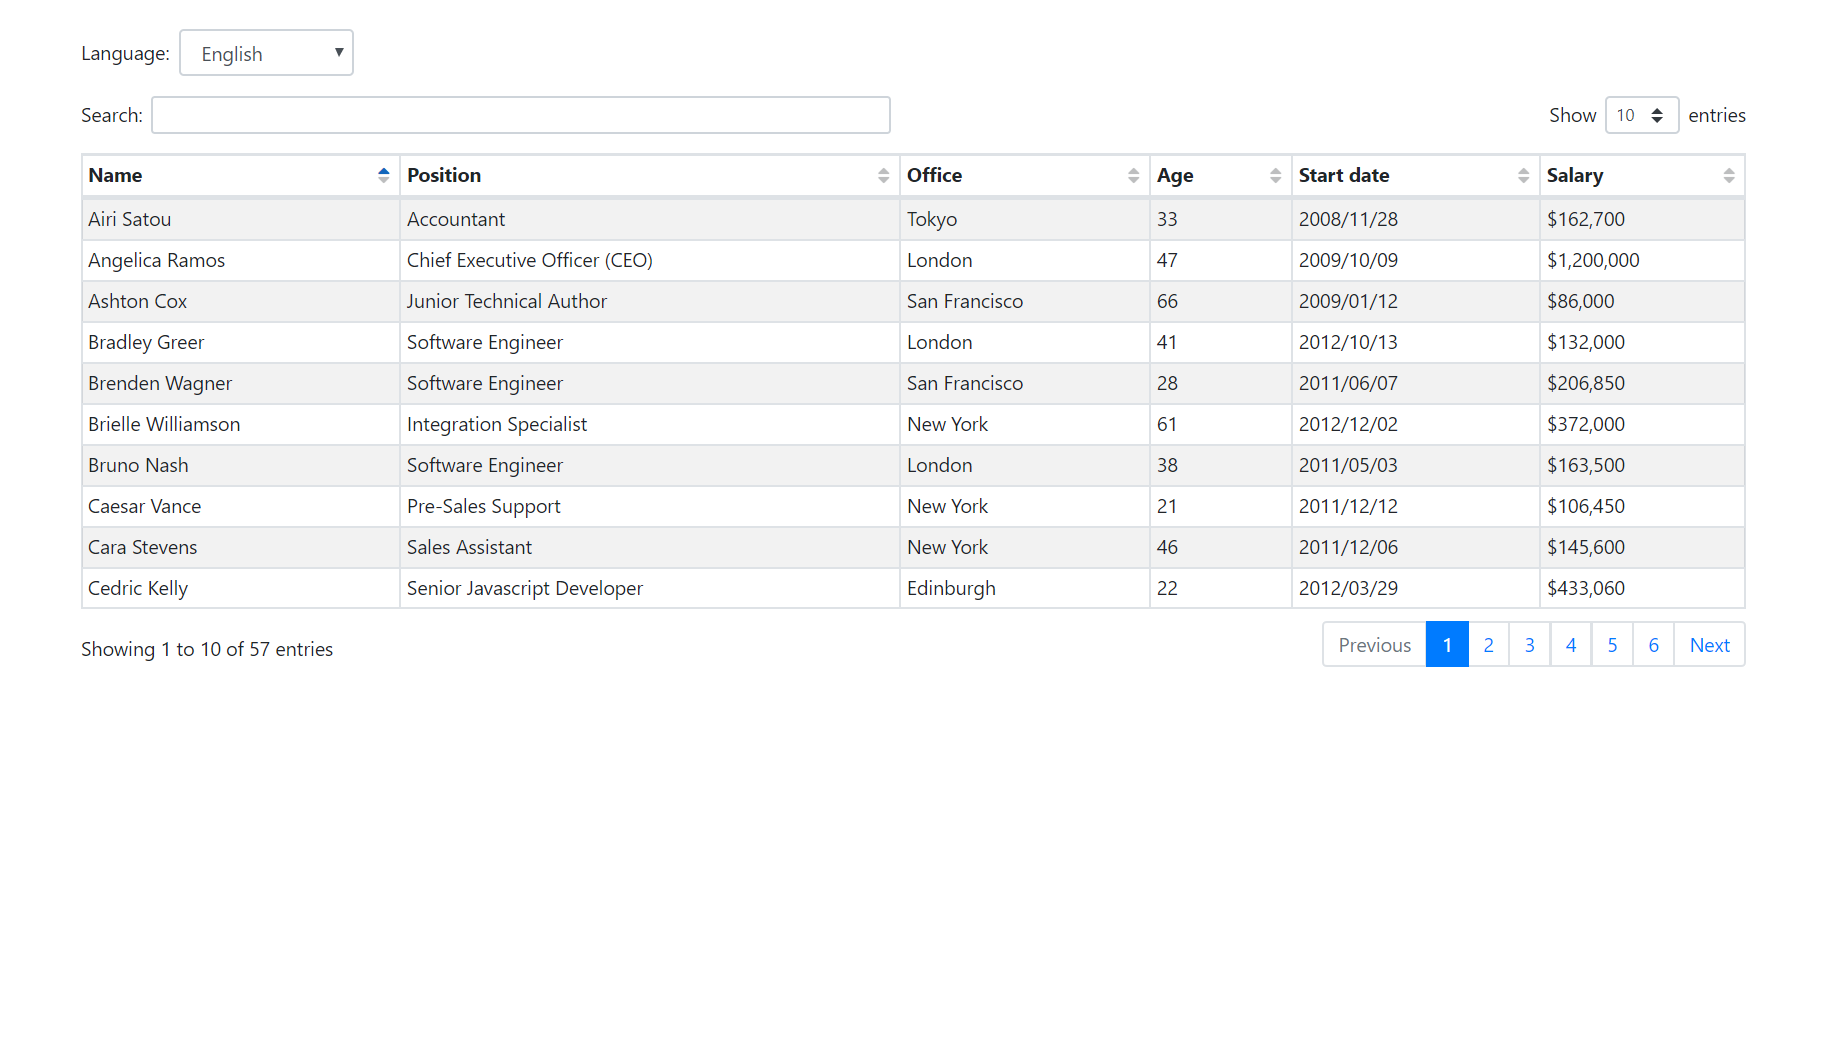 Language: English
Search: Show 10 entries
Name Position Office Age Start date Salary
Airi Satou Accountant Tokyo 33 2008/11/28 $162,700
Angelica Ramos Chief Executive Officer (CEO) London 47 2009/10/09 $1,200,000
Ashton Cox Junior Technical Author San Francisco 66 2009/01/12 $86,000
Bradley Greer Software Engineer London 41 2012/10/13 $132,000
Brenden Wagner Software Engineer San Francisco 28 2011/06/07 $206,850
Brielle Williamson Integration Specialist New York 61 2012/12/02 $372,000
Bruno Nash Software Engineer London 38 2011/05/03 $163,500
Caesar Vance Pre-Sales Support New York 21 2011/12/12 $106,450
Cara Stevens Sales Assistant New York 46 2011/12/06 $145,600
Cedric Kelly Senior Javascript Developer Edinburgh 22 2012/03/29 $433,060
Showing 1 to 10 of 57 entries Previous 1 2 3 4 5 6 Next